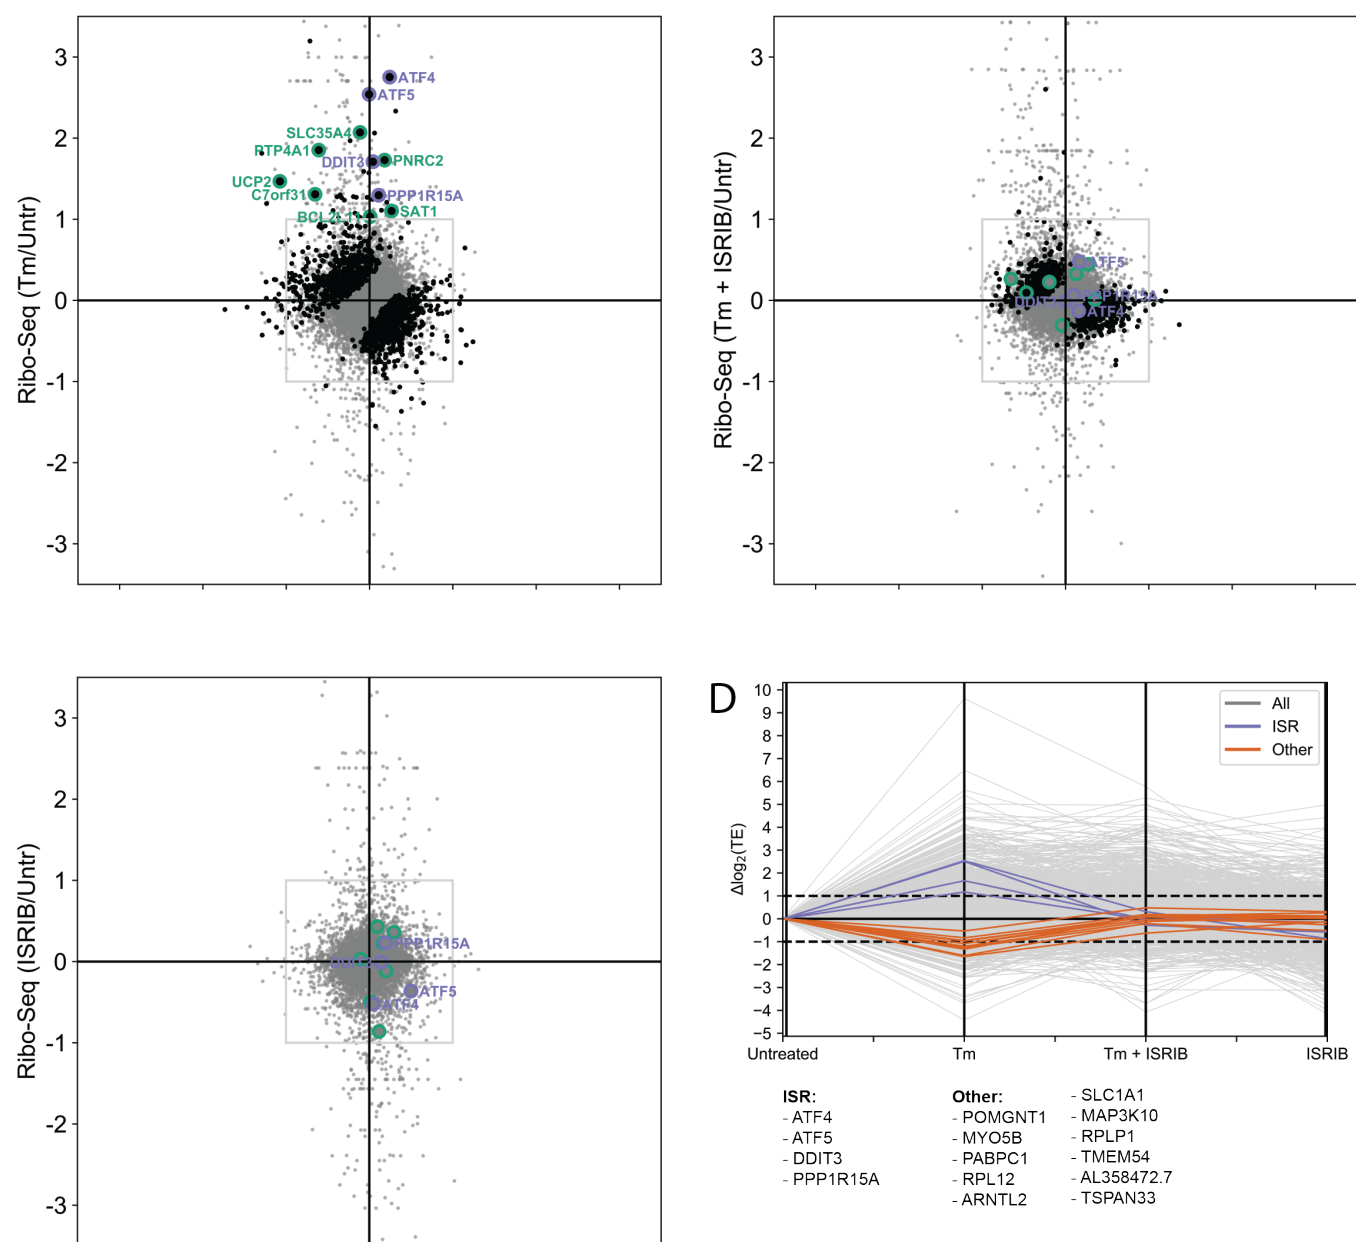 Ribo-Seq (Tm/Untr)
3
2
1
0
-1
-2
-3
ATF4
ATF5
SLC35A4
PTP4A1
DDIT3
PNRC2
UCP2
C7orf31
PPP1R15A
BCL2L11
SAT1
Ribo-Seq (Tm + ISRIB/Untr)
3
2
1
0
-1
-2
-3
ATF5
DDIT3
PPP1R15A
ATF4
Ribo-Seq (ISRIB/Untr)
3
2
1
0
-1
-2
-3
PPP1R15A
DDIT3
ATF5
ATF4
D
Δlog₂(TE)
10
9
8
7
6
5
4
3
2
1
0
−1
−2
−3
−4
−5
All
ISR
Other
Untreated Tm Tm + ISRIB ISRIB
ISR:
- ATF4
- ATF5
- DDIT3
- PPP1R15A
Other:
- POMGNT1
- MYO5B
- PABPC1
- RPL12
- ARNTL2
- SLC1A1
- MAP3K10
- RPLP1
- TMEM54
- AL358472.7
- TSPAN33